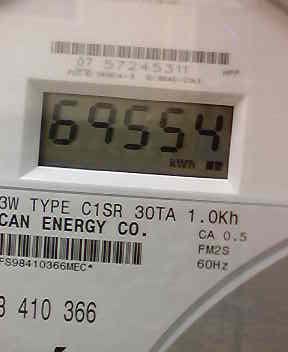 07 57245311
69554
kWh
3W TYPE C1SR 30TA 1.0Kh
CAN ENERGY CO.
CA 0.5
FM2S
60Hz
FS98410366MEC*
8 410 366